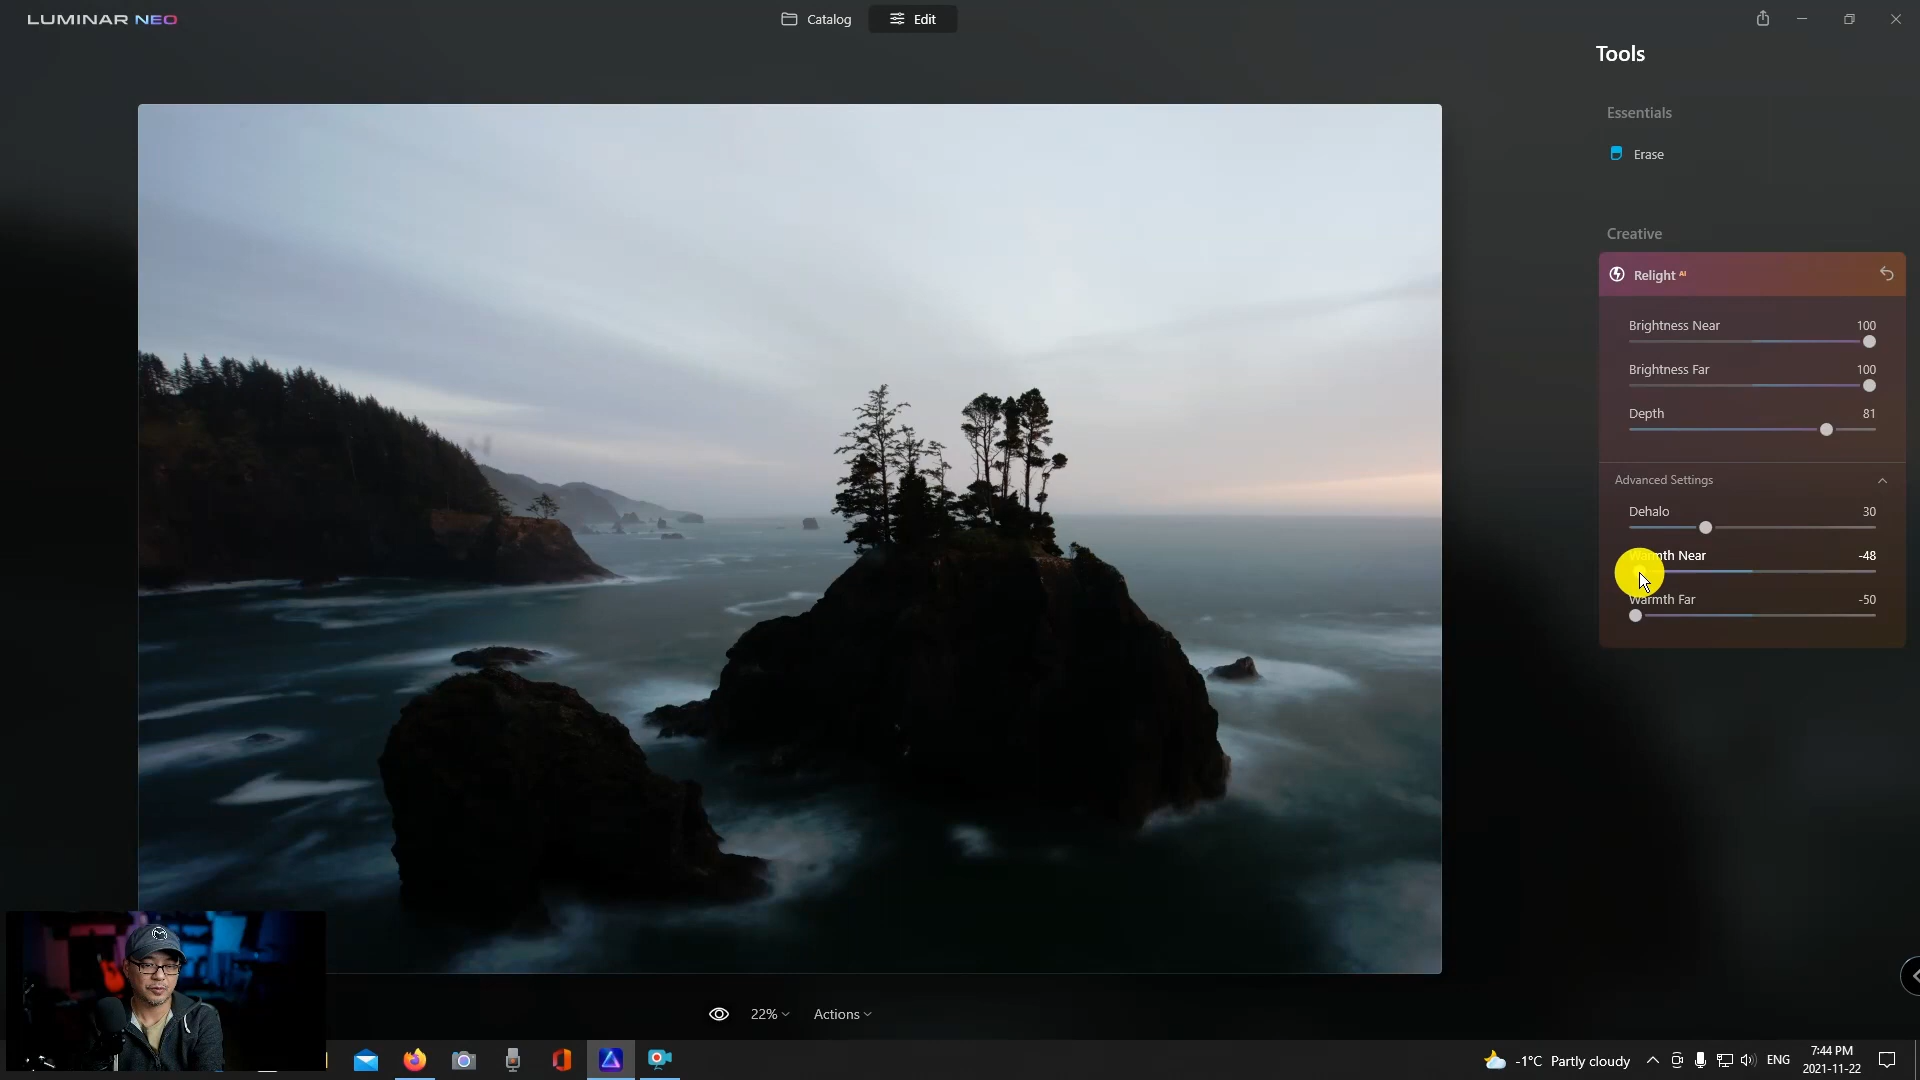 LUMINAR NEO
Catalog
Edit
Tools
Essentials
Erase
Creative
Relight AI
Brightness Near 100
Brightness Far 100
Depth 81
Advanced Settings
Dehalo 30
Warmth Near -48
Warmth Far -50
22%
Actions
-1°C Partly cloudy
ENG
7:44 PM
2021-11-22